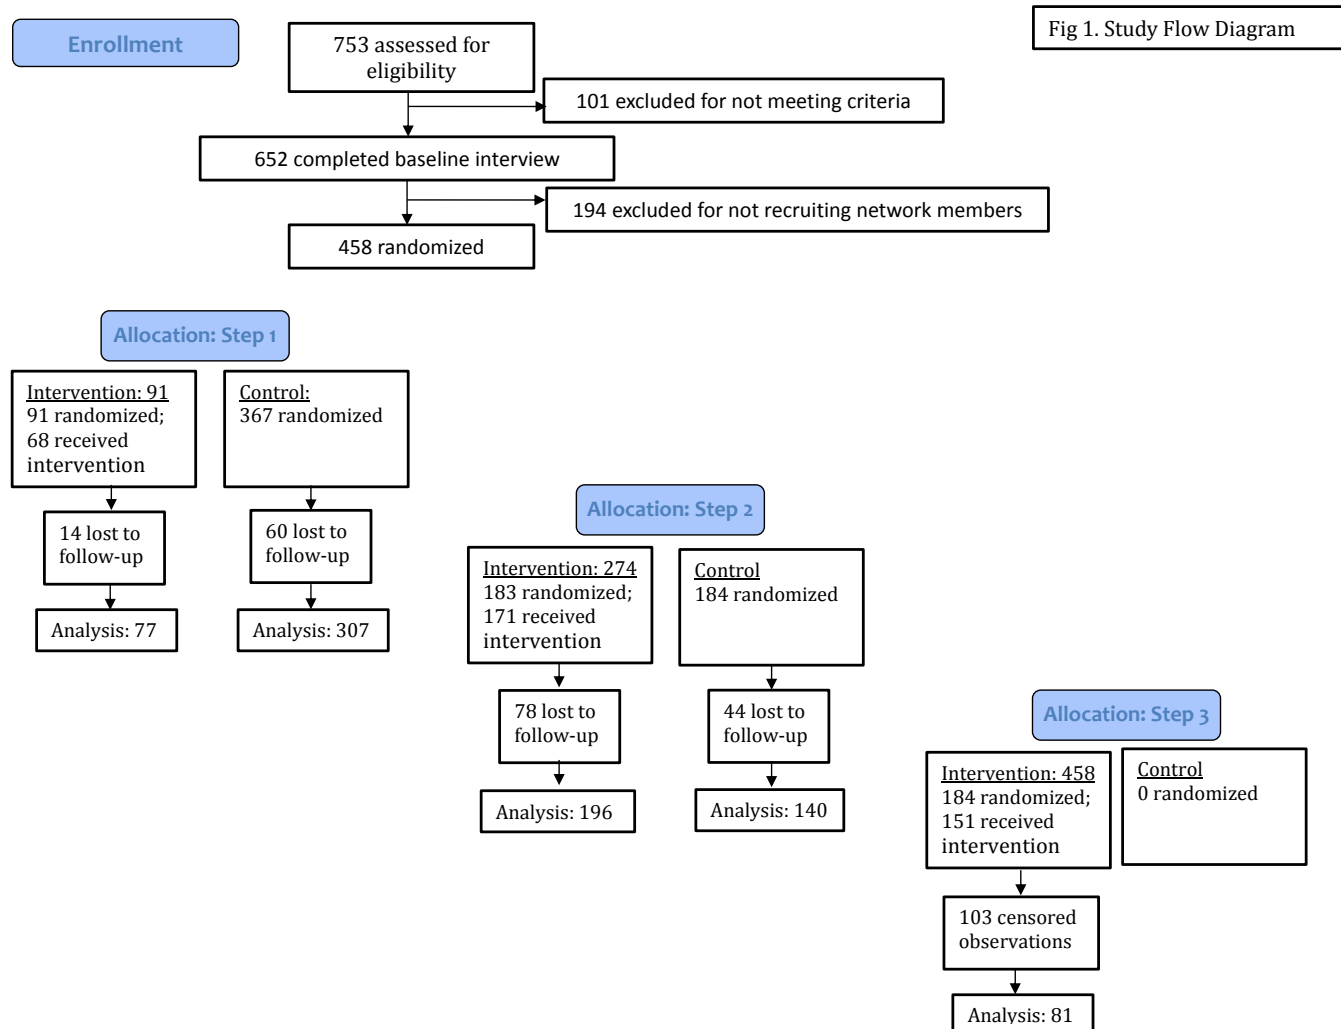 Fig 1. Study Flow Diagram
Enrollment
753 assessed for
eligibility
101 excluded for not meeting criteria
652 completed baseline interview
194 excluded for not recruiting network members
458 randomized
Allocation: Step 1
Intervention: 91
91 randomized;
68 received
intervention
Control:
367 randomized
14 lost to
follow-up
60 lost to
follow-up
Analysis: 77
Analysis: 307
Allocation: Step 2
Intervention: 274
183 randomized;
171 received
intervention
Control
184 randomized
78 lost to
follow-up
44 lost to
follow-up
Analysis: 196
Analysis: 140
Allocation: Step 3
Intervention: 458
184 randomized;
151 received
intervention
Control
0 randomized
103 censored
observations
Analysis: 81